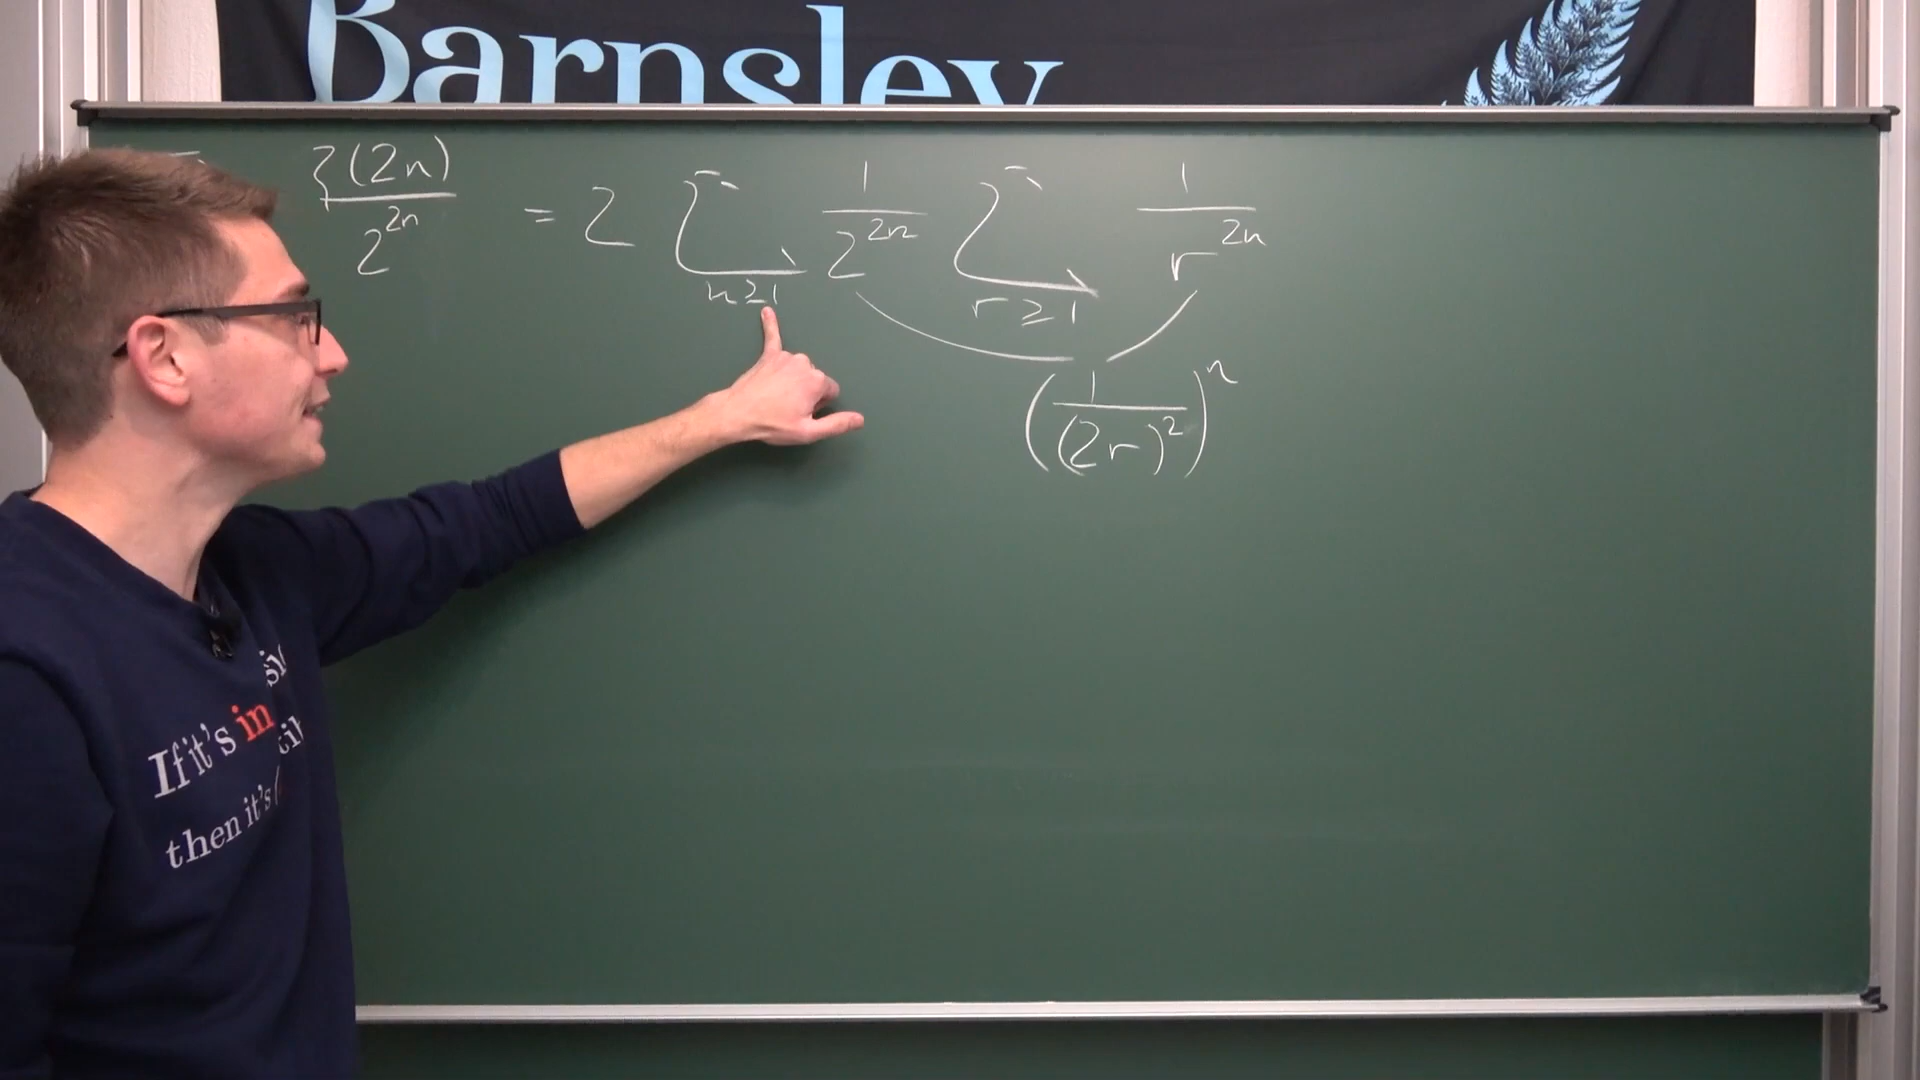 Barnsley
ζ(2n)/2^{2n} = 2 Σ_{n≥1} 1/2^{2n} Σ_{r≥1} 1/r^{2n}
(1/(2r)^2)^n
If it's in
then it's